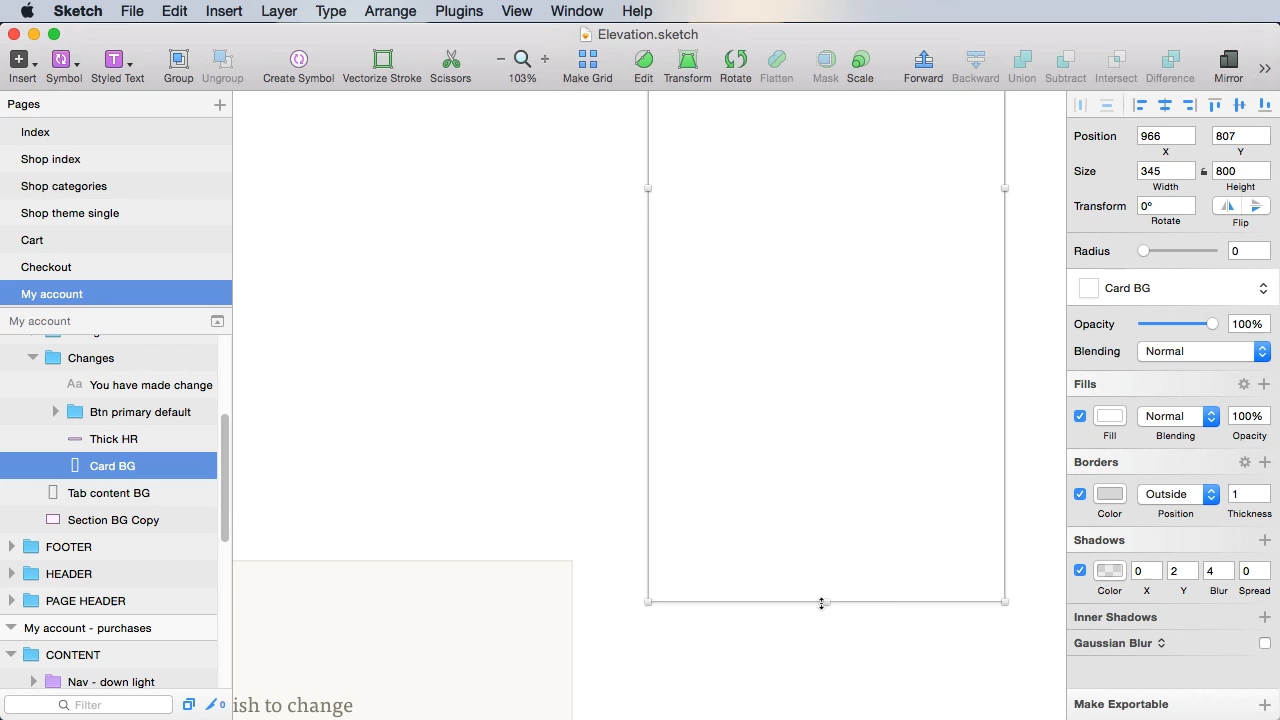 Sketch File Edit Insert Layer Type Arrange Plugins View Window Help
Elevation.sketch
103%
Insert Symbol Styled Text Group Ungroup Create Symbol Vectorize Stroke Scissors Make Grid Edit Transform Rotate Flatten Mask Scale Forward Backward Union Subtract Intersect Difference Mirror
Pages
Index
Shop index
Shop categories
Shop theme single
Cart
Checkout
My account
My account
Changes
Aa You have made change
Btn primary default
Thick HR
Card BG
Tab content BG
Section BG Copy
FOOTER
HEADER
PAGE HEADER
My account - purchases
CONTENT
Nav - down light
Filter 0
ish to change
Position 966 807
X Y
Size 345 800
Width Height
Transform 0°
Rotate Flip
Radius 0
Card BG
Opacity 100%
Blending Normal
Fills
Normal 100%
Fill Blending Opacity
Borders
Outside 1
Color Position Thickness
Shadows
0 2 4 0
Color X Y Blur Spread
Inner Shadows
Gaussian Blur
Make Exportable